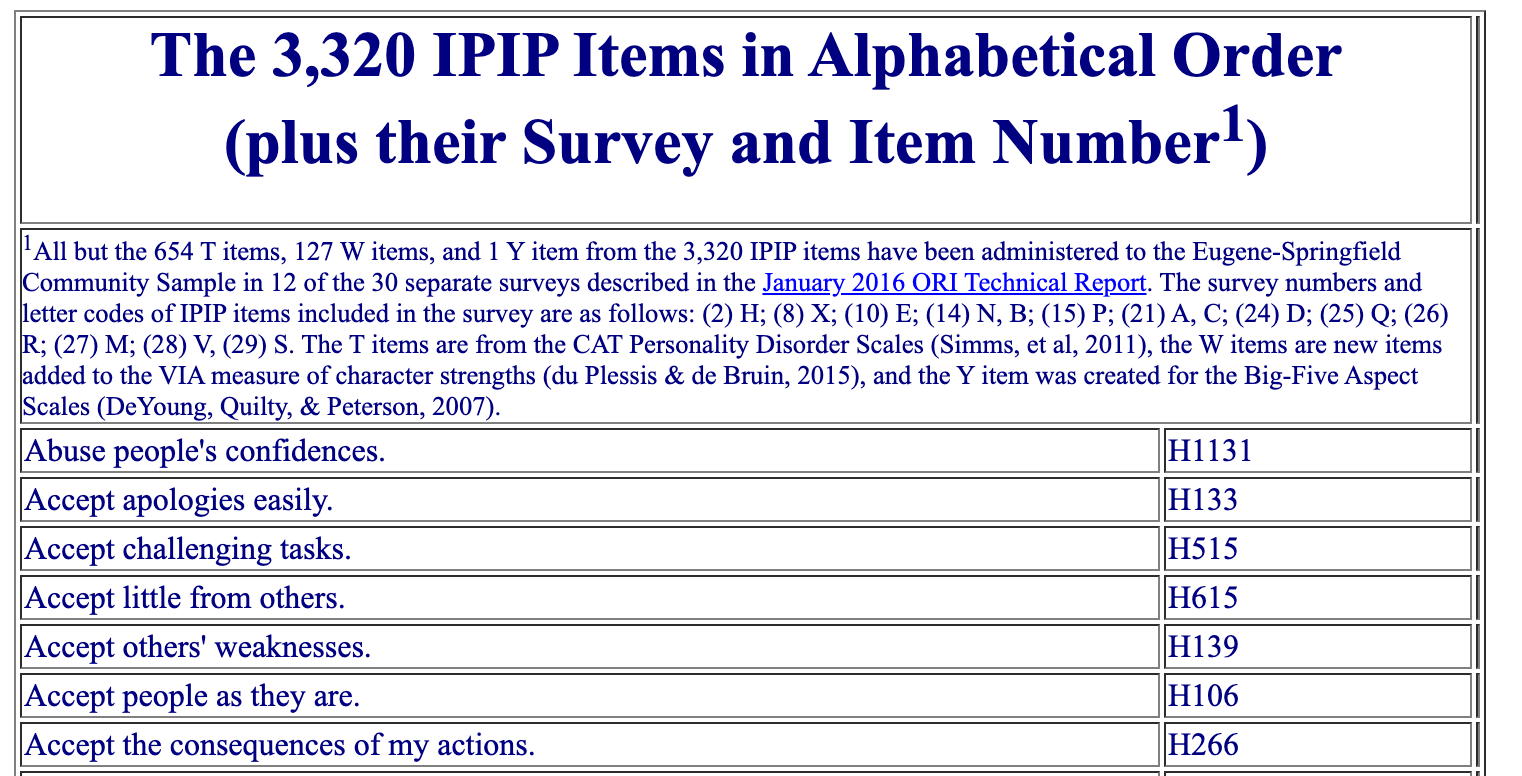 The 3,320 IPIP Items in Alphabetical Order
(plus their Survey and Item Number1)
1All but the 654 T items, 127 W items, and 1 Y item from the 3,320 IPIP items have been administered to the Eugene-Springfield
Community Sample in 12 of the 30 separate surveys described in the January 2016 ORI Technical Report. The survey numbers and
letter codes of IPIP items included in the survey are as follows: (2) H; (8) X; (10) E; (14) N, B; (15) P; (21) A, C; (24) D; (25) Q; (26)
R; (27) M; (28) V, (29) S. The T items are from the CAT Personality Disorder Scales (Simms, et al, 2011), the W items are new items
added to the VIA measure of character strengths (du Plessis & de Bruin, 2015), and the Y item was created for the Big-Five Aspect
Scales (DeYoung, Quilty, & Peterson, 2007).
Abuse people's confidences. H1131
Accept apologies easily. H133
Accept challenging tasks. H515
Accept little from others. H615
Accept others' weaknesses. H139
Accept people as they are. H106
Accept the consequences of my actions. H266